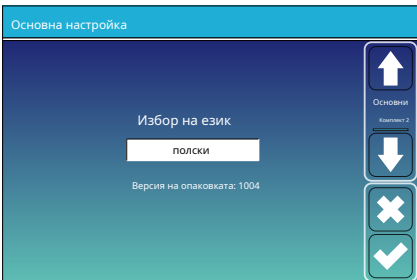 Основна настройка
Избор на език
полски
Версия на опаковката: 1004
Основни
Комплект 2